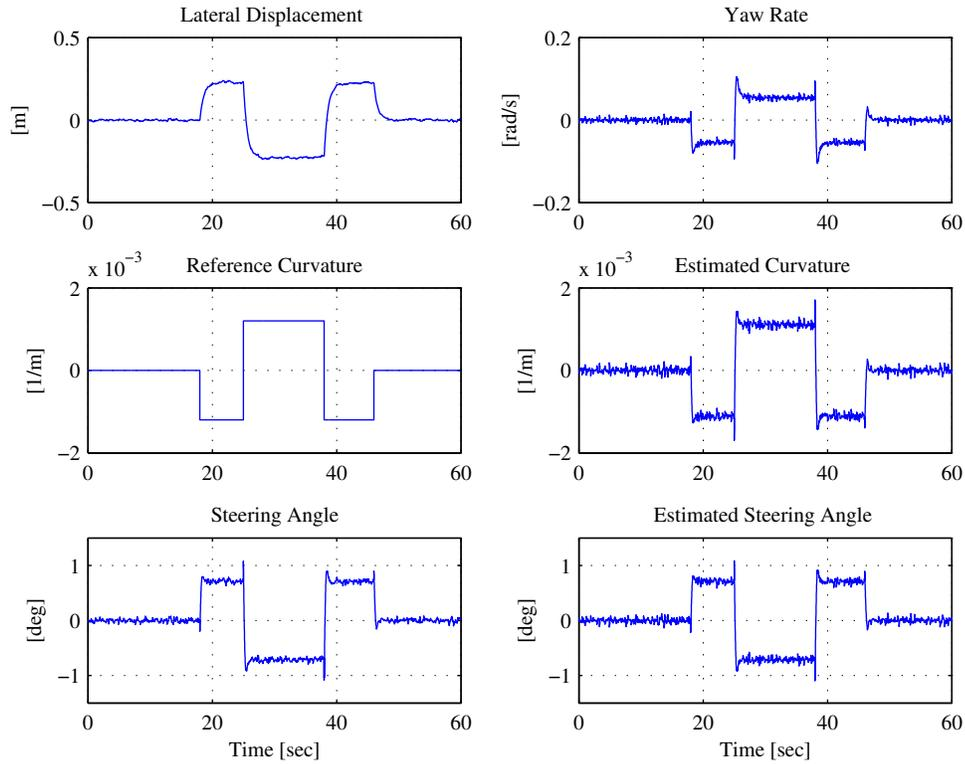 Lateral Displacement
0.5
0
−0.5
[m]
0 20 40 60
Yaw Rate
0.2
0
−0.2
[rad/s]
0 20 40 60
x 10−3
Reference Curvature
2
0
−2
[1/m]
0 20 40 60
x 10−3
Estimated Curvature
2
0
−2
[1/m]
0 20 40 60
Steering Angle
1
0
−1
[deg]
0 20 40 60
Time [sec]
Estimated Steering Angle
1
0
−1
[deg]
0 20 40 60
Time [sec]